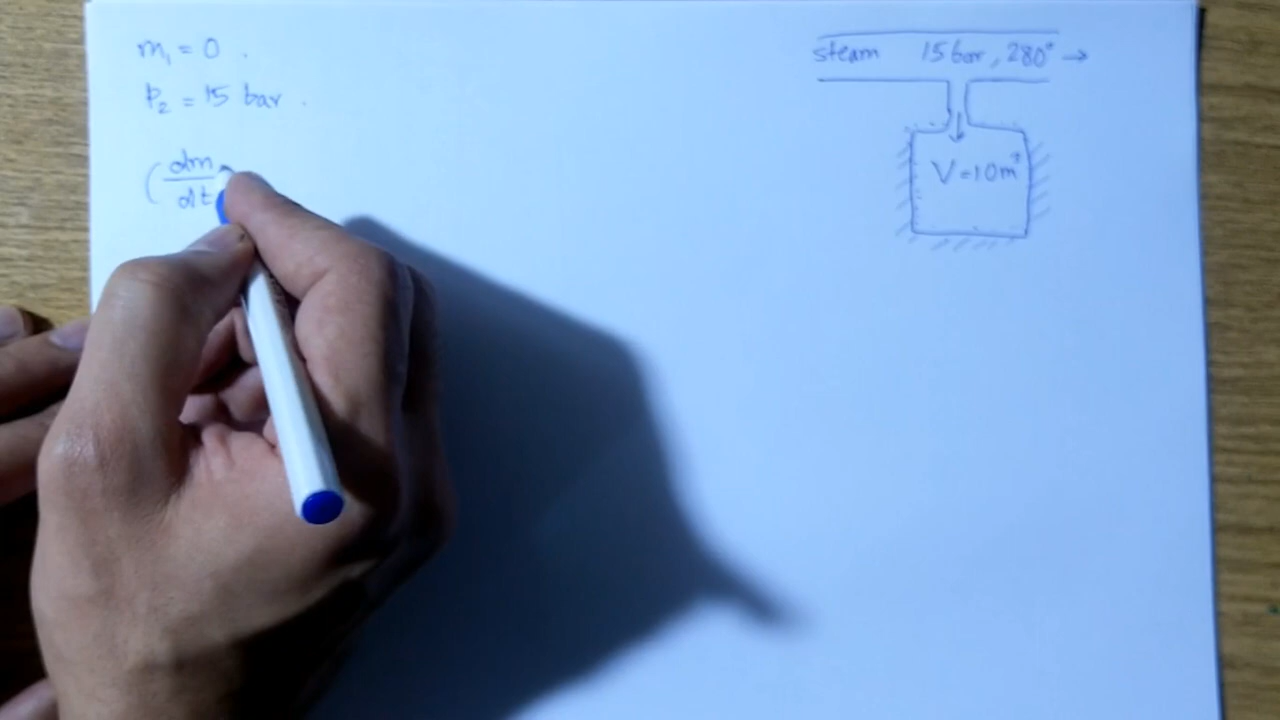 m₁ = 0 .
P₂ = 15 bar .
(dm/dt)
steam 15 bar, 280° →
V = 10 m³